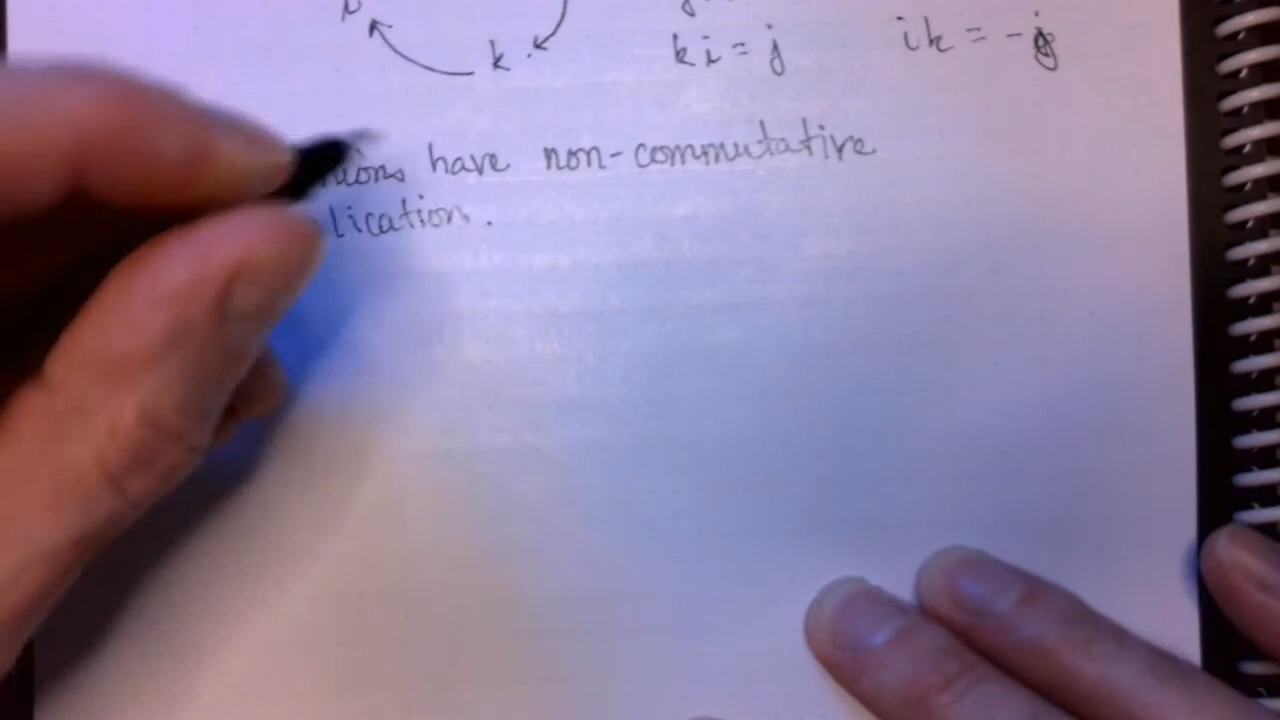 k
ki = j
ik = -j
have non-commutative
lication.